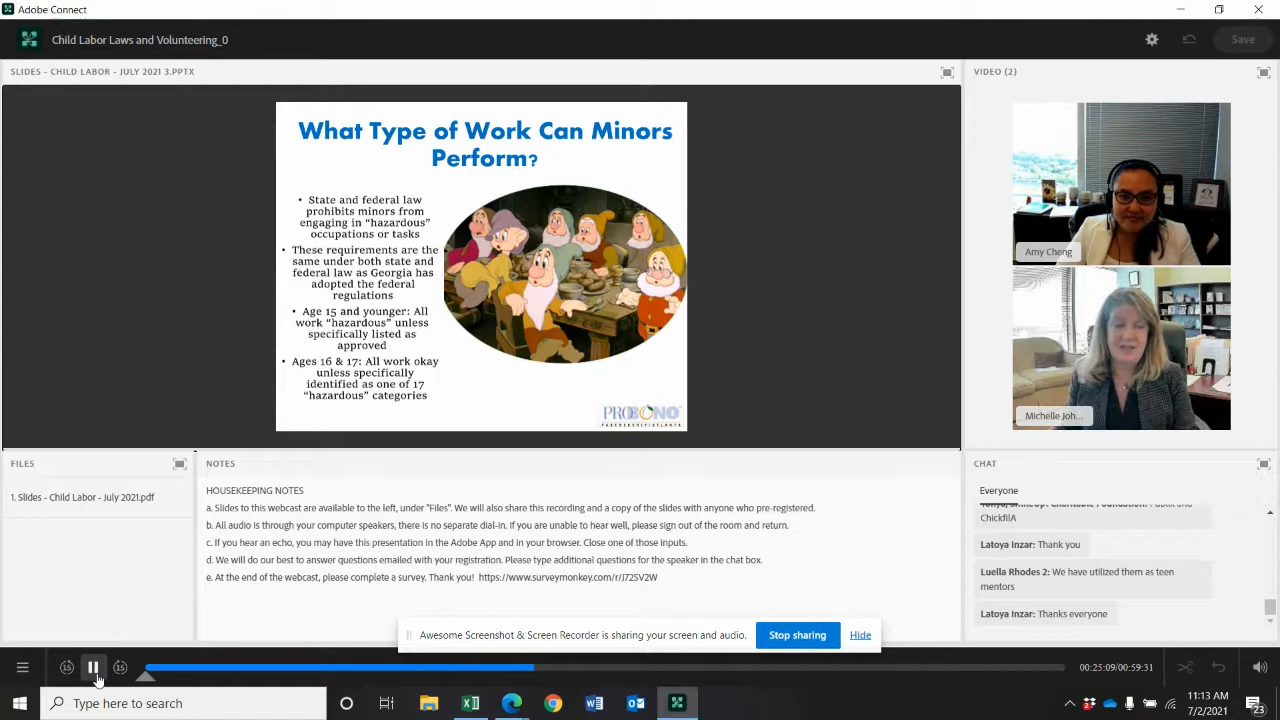 Adobe Connect
Child Labor Laws and Volunteering_0
Save
SLIDES - CHILD LABOR - JULY 2021 3.PPTX
VIDEO (2)
What Type of Work Can Minors
Perform?
• State and federal law
prohibits minors from
engaging in “hazardous”
occupations or tasks
• These requirements are the
same under both state and
federal law as Georgia has
adopted the federal
regulations
• Age 15 and younger: All
work “hazardous” unless
specifically listed as
approved
• Ages 16 & 17: All work okay
unless specifically
identified as one of 17
“hazardous” categories
PRO BONO
PARTNERSHIP/ATLANTA
Amy Cheng
Michelle Joh...
FILES
1. Slides - Child Labor - July 2021.pdf
NOTES
HOUSEKEEPING NOTES
a. Slides to this webcast are available to the left, under "Files". We will also share this recording and a copy of the slides with anyone who pre-registered.
b. All audio is through your computer speakers, there is no separate dial-in. If you are unable to hear well, please sign out of the room and return.
c. If you hear an echo, you may have this presentation in the Adobe App and in your browser. Close one of those inputs.
d. We will do our best to answer questions emailed with your registration. Please type additional questions for the speaker in the chat box.
e. At the end of the webcast, please complete a survey. Thank you! https://www.surveymonkey.com/r/J72SV2W
CHAT
Everyone
ChickfilA
Latoya Inzar: Thank you
Luella Rhodes 2: We have utilized them as teen
mentors
Latoya Inzar: Thanks everyone
Awesome Screenshot & Screen Recorder is sharing your screen and audio.
Stop sharing
Hide
15
15
00:25:09/00:59:31
Type here to search
11:13 AM
7/2/2021
23